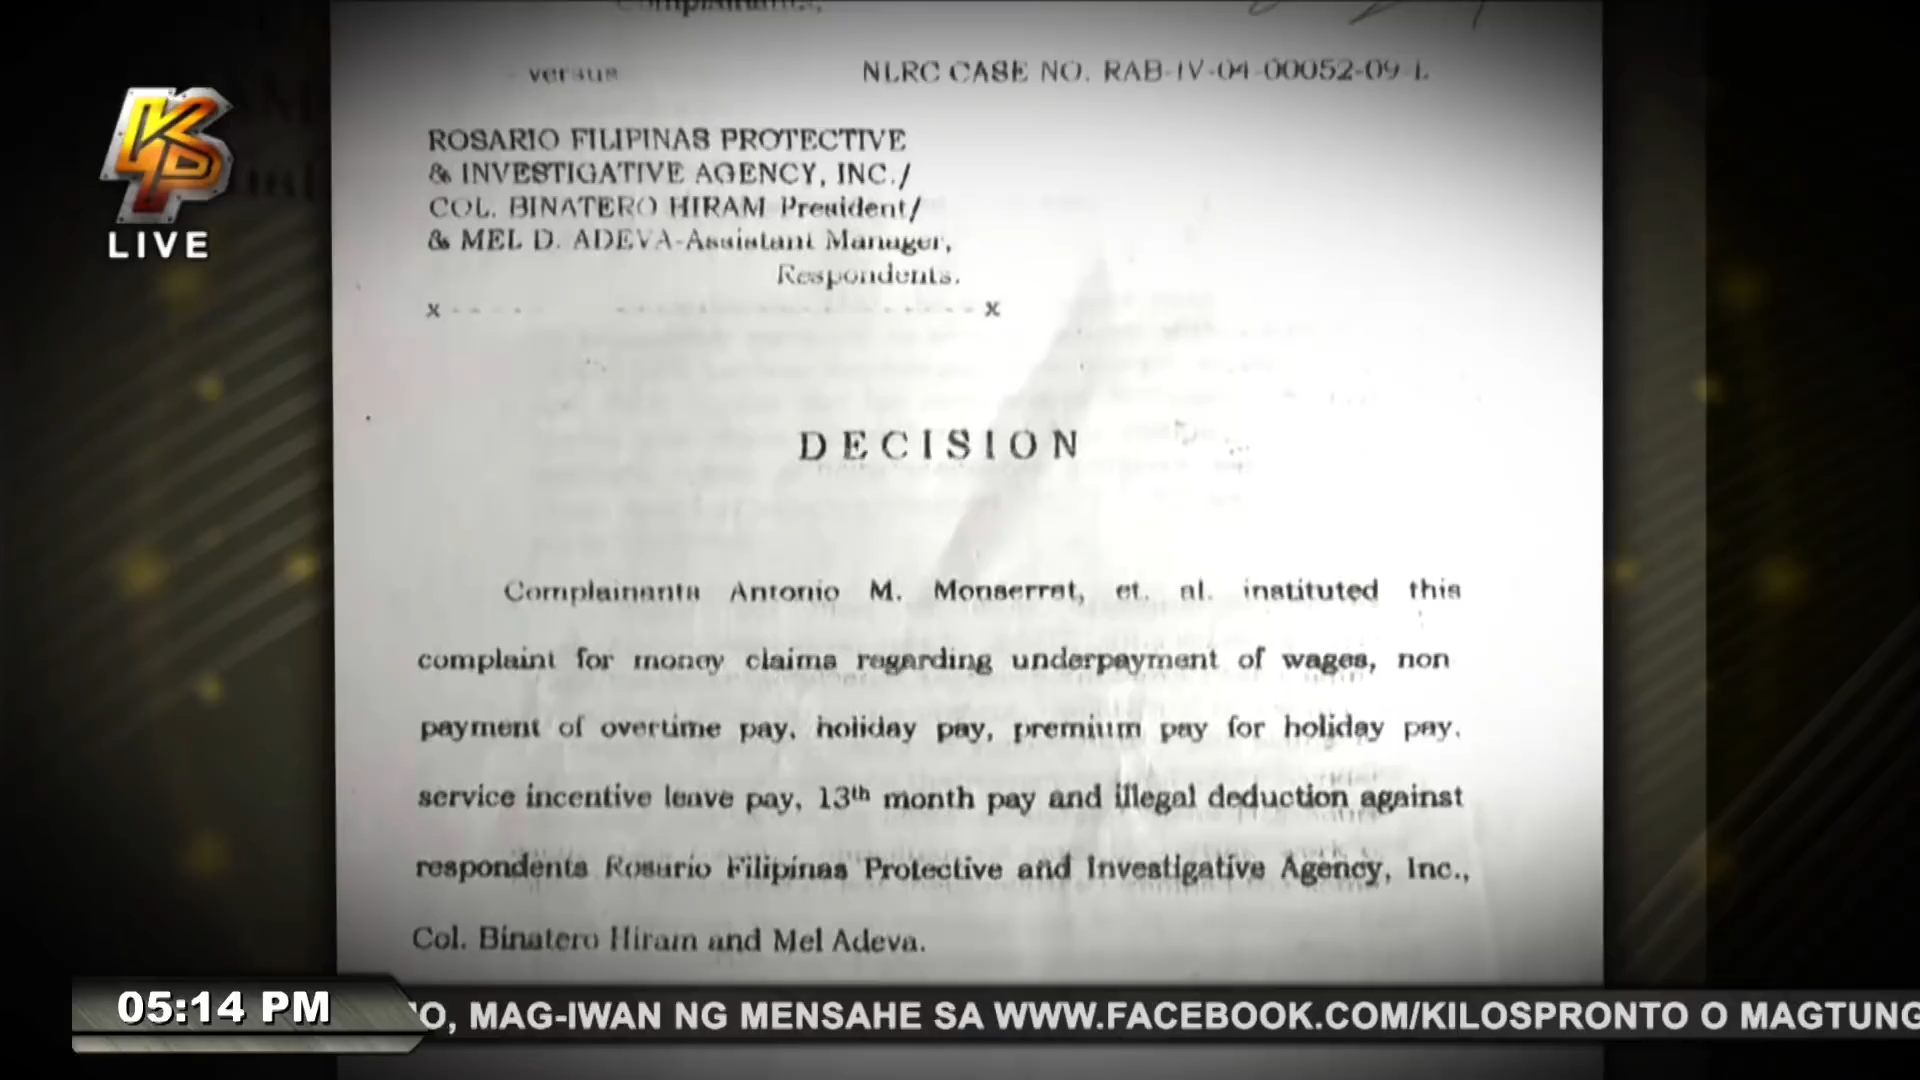 Complainants,
versus
NLRC CASE NO. RAB-IV-04-00052-09-L
ROSARIO FILIPINAS PROTECTIVE
& INVESTIGATIVE AGENCY, INC./
COL. BINATERO HIRAM President/
& MEL D. ADEVA-Assistant Manager,
Respondents.
x - - - - - - - - - - - - - - - - - - - - - x
DECISION
Complainants Antonio M. Monserrat, et. al. instituted this
complaint for money claims regarding underpayment of wages, non
payment of overtime pay, holiday pay, premium pay for holiday pay,
service incentive leave pay, 13th month pay and illegal deduction against
respondents Rosario Filipinas Protective and Investigative Agency, Inc.,
Col. Binatero Hiram and Mel Adeva.
KP
LIVE
05:14 PM
O, MAG-IWAN NG MENSAHE SA WWW.FACEBOOK.COM/KILOSPRONTO O MAGTUNG